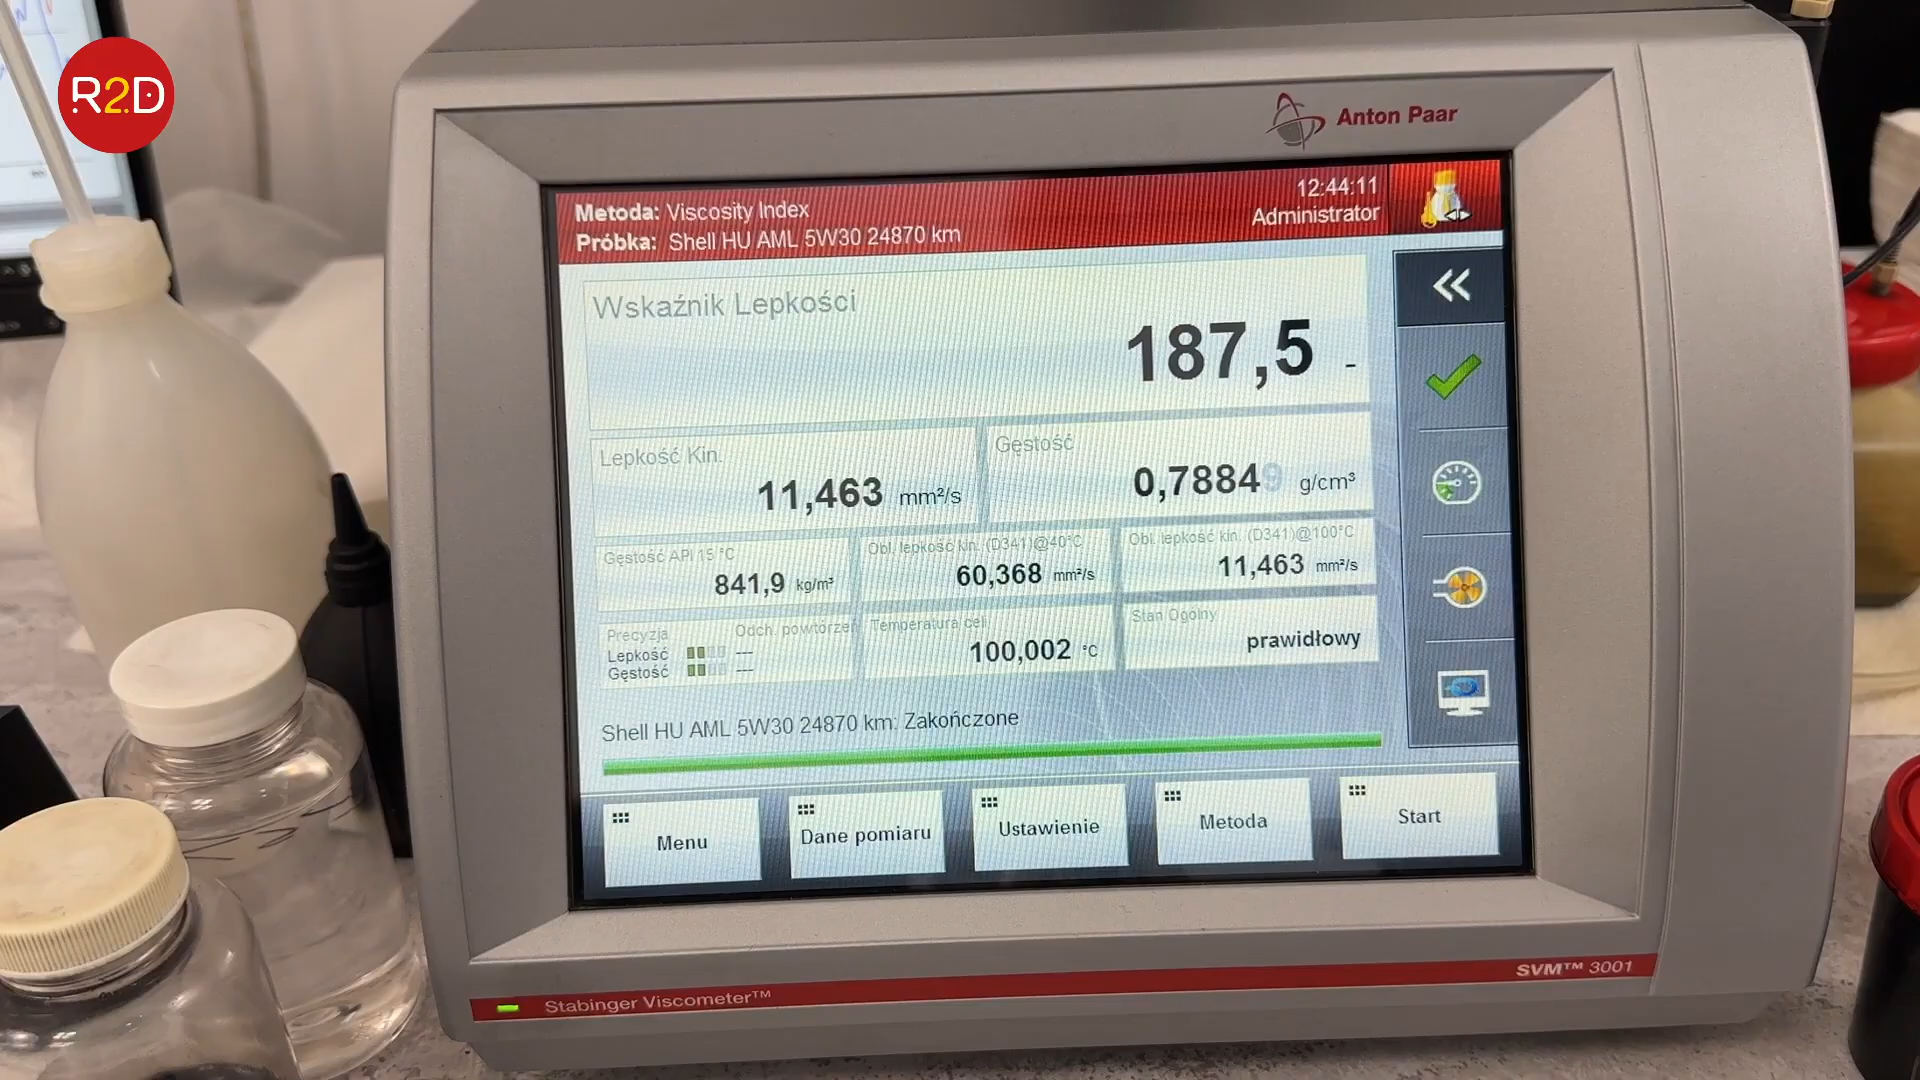 R2D
Anton Paar
Metoda: Viscosity Index
Próbka: Shell HU AML 5W30 24870 km
12:44:11
Administrator
Wskaźnik Lepkości
187,5 -
Lepkość Kin.
11,463 mm²/s
Gęstość
0,78849 g/cm³
Gęstość API 15 °C
841,9 kg/m³
Obl. lepkość kin. (D341)@40°C
60,368 mm²/s
Obl. lepkość kin. (D341)@100°C
11,463 mm²/s
Precyzja Odch. powtórzeń
Lepkość ---
Gęstość ---
Temperatura celi
100,002 °C
Stan Ogólny
prawidłowy
Shell HU AML 5W30 24870 km: Zakończone
Menu
Dane pomiaru
Ustawienie
Metoda
Start
Stabinger Viscometer™
SVM™ 3001